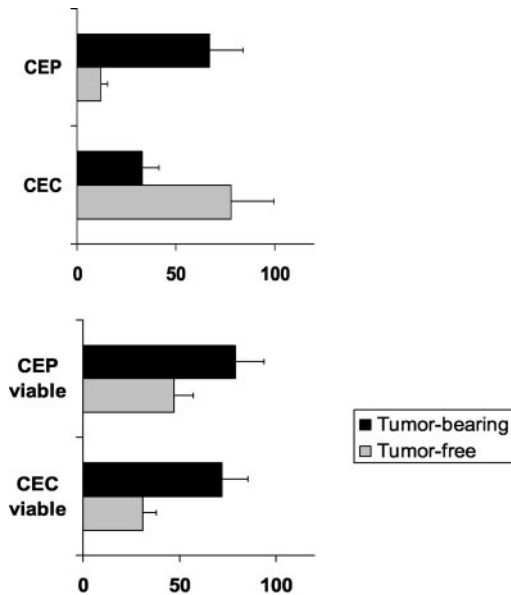 CEP
CEC
0 50 100
CEP
viable
CEC
viable
0 50 100
Tumor-bearing
Tumor-free